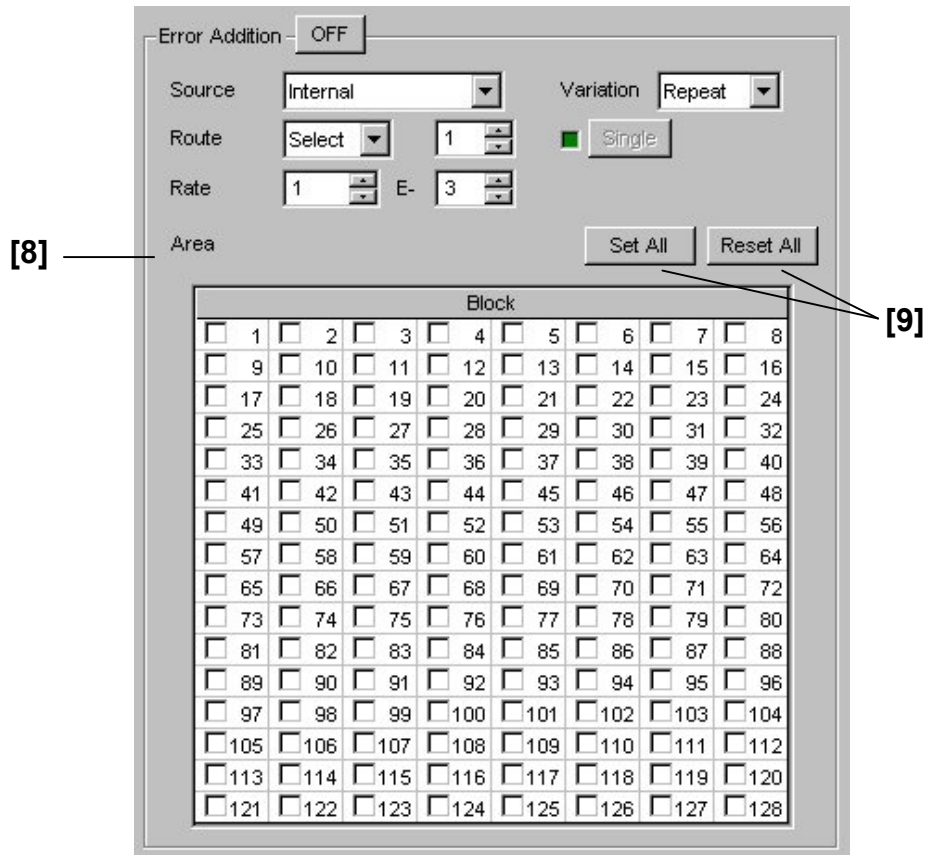 Error Addition OFF
Source Internal Variation Repeat
Route Select 1 Single
Rate 1 E- 3
[8] Area Set All Reset All
[9]
Block
1 2 3 4 5 6 7 8
9 10 11 12 13 14 15 16
17 18 19 20 21 22 23 24
25 26 27 28 29 30 31 32
33 34 35 36 37 38 39 40
41 42 43 44 45 46 47 48
49 50 51 52 53 54 55 56
57 58 59 60 61 62 63 64
65 66 67 68 69 70 71 72
73 74 75 76 77 78 79 80
81 82 83 84 85 86 87 88
89 90 91 92 93 94 95 96
97 98 99 100 101 102 103 104
105 106 107 108 109 110 111 112
113 114 115 116 117 118 119 120
121 122 123 124 125 126 127 128